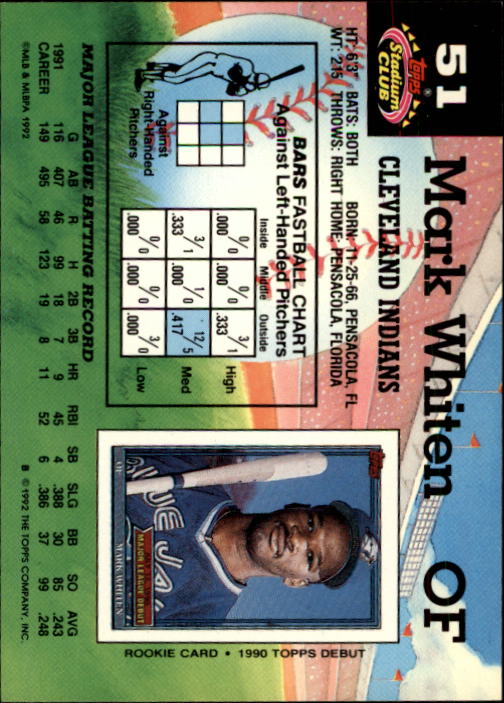 51
Topps®
Stadium
CLUB
Mark Whiten OF
CLEVELAND INDIANS
HT: 6'3" BATS: BOTH BORN: 11-25-66, PENSACOLA, FL
WT: 215 THROWS: RIGHT HOME: PENSACOLA, FLORIDA
BARS FASTBALL CHART
Against Left-Handed Pitchers
Inside Middle Outside
0/0 0/0 3/1
.000 .000 .333 High
3/1 1/0 12/5
.333 .000 .417 Med
0/0 0/0 3/0
.000 .000 .000 Low
Against
Right-Handed
Pitchers
Topps
BLUE JA
OF
MAJOR LEAGUE DEBUT
MARK WHITEN
ROOKIE CARD • 1990 TOPPS DEBUT
MAJOR LEAGUE BATTING RECORD
G AB R H 2B 3B HR RBI SB SLG BB SO AVG
1991 116 407 46 99 18 7 9 45 4 .388 30 85 .243
CAREER 149 495 58 123 19 8 11 52 6 .386 37 99 .248
©MLB & MLBPA 1992 B ©1992 THE TOPPS COMPANY, INC.